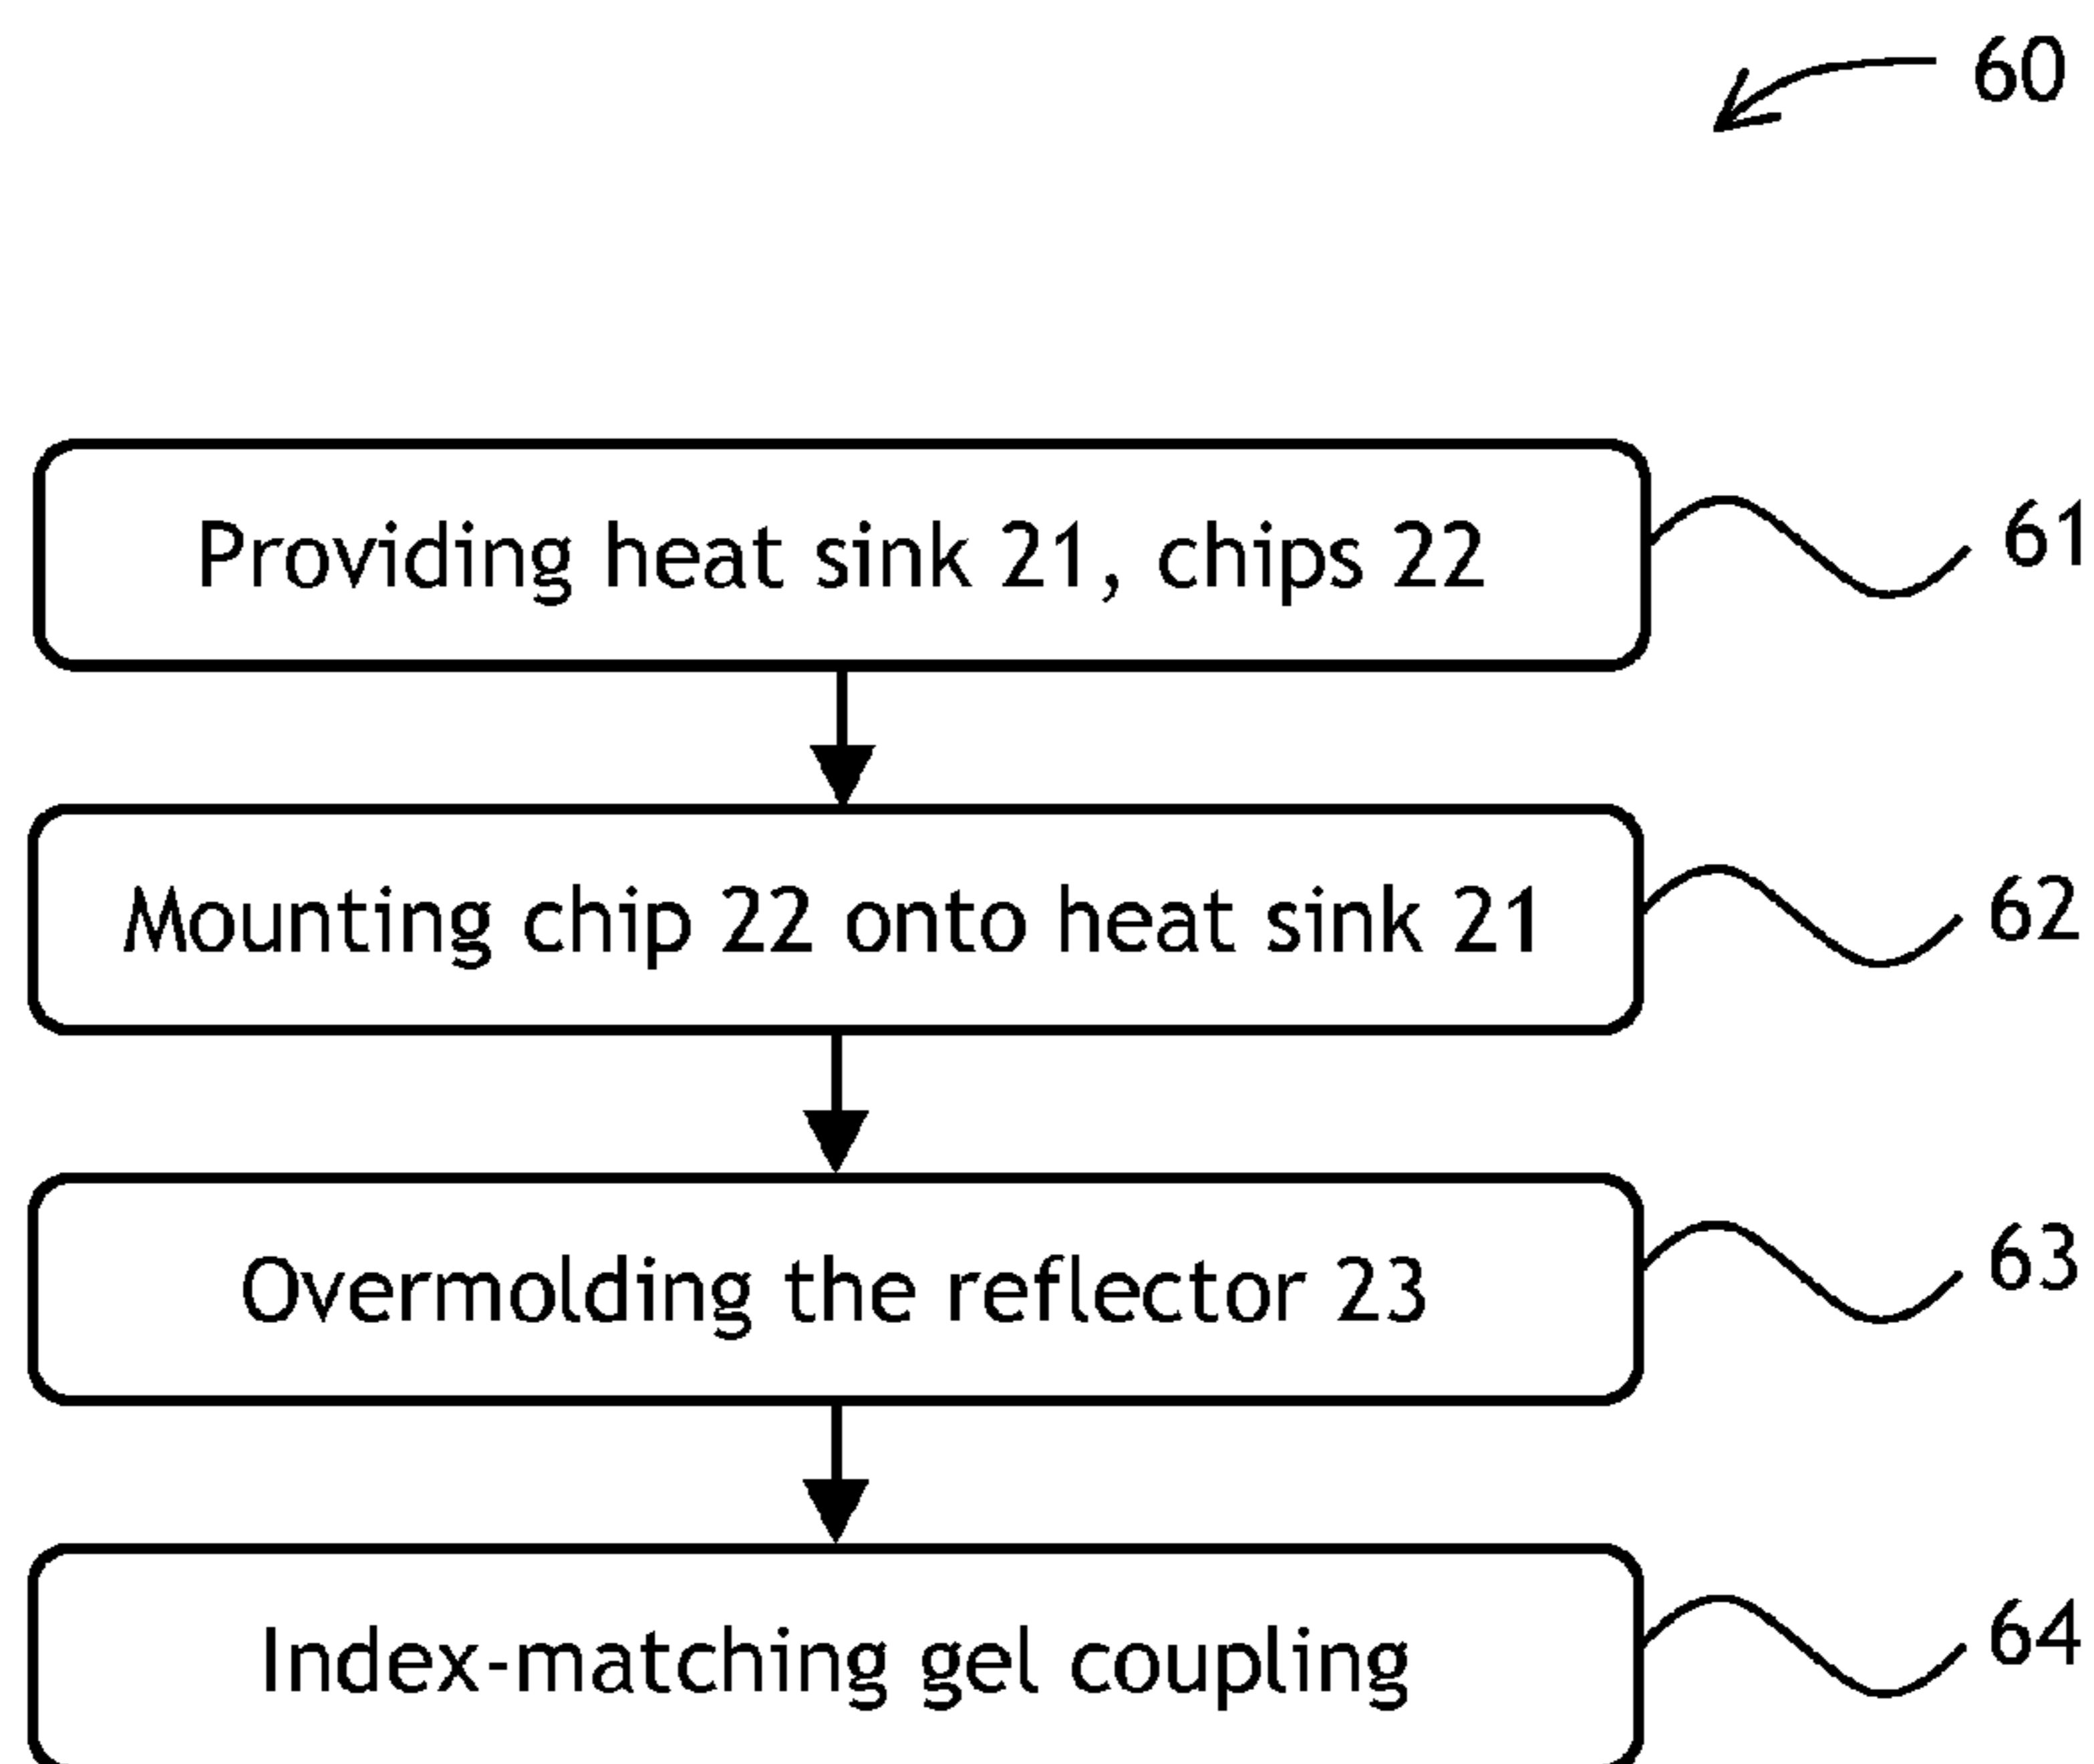 60
Providing heat sink 21, chips 22
61
Mounting chip 22 onto heat sink 21
62
Overmolding the reflector 23
63
Index-matching gel coupling
64